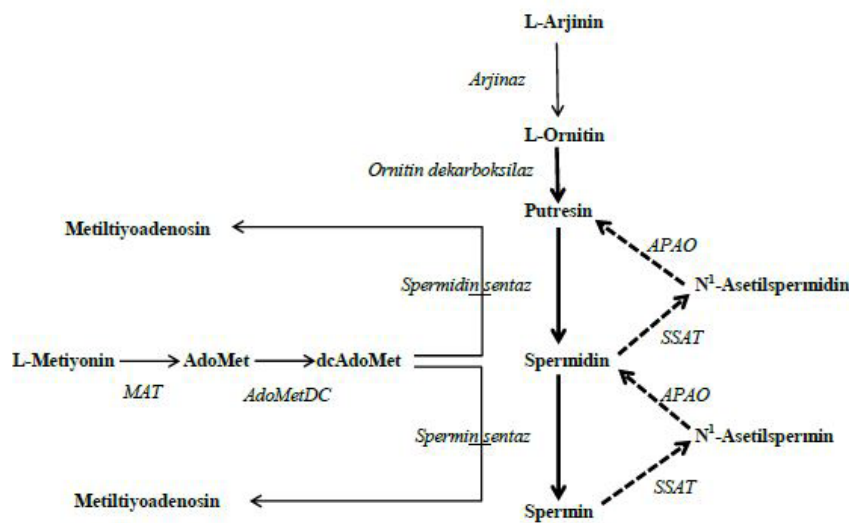 L-Arjinin
Arjinaz
L-Ornitin
Ornitin dekarboksilaz
Putresin
Metiltiyoadenosin
APAO
Spermidin sentaz
N¹-Asetilspermidin
SSAT
L-Metiyonin
AdoMet
dcAdoMet
Spermidin
MAT
AdoMetDC
APAO
Spermin sentaz
N¹-Asetilspermin
SSAT
Metiltiyoadenosin
Spermin